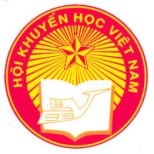 HỘI KHUYẾN HỌC VIỆT NAM